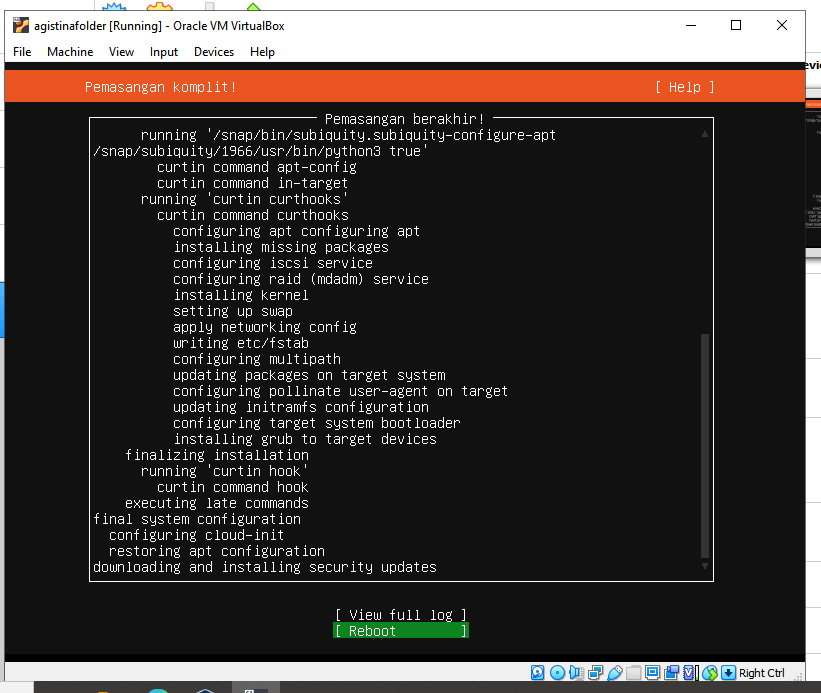 agistinafolder [Running] - Oracle VM VirtualBox
File Machine View Input Devices Help
Pemasangan komplit! [ Help ]
Pemasangan berakhir!
running '/snap/bin/subiquity.subiquity-configure-apt
/snap/subiquity/1966/usr/bin/python3 true'
curtin command apt-config
curtin command in-target
running 'curtin curthooks'
curtin command curthooks
configuring apt configuring apt
installing missing packages
configuring iscsi service
configuring raid (mdadm) service
installing kernel
setting up swap
apply networking config
writing etc/fstab
configuring multipath
updating packages on target system
configuring pollinate user-agent on target
updating initramfs configuration
configuring target system bootloader
installing grub to target devices
finalizing installation
running 'curtin hook'
curtin command hook
executing late commands
final system configuration
configuring cloud-init
restoring apt configuration
downloading and installing security updates
[ View full log ]
[ Reboot ]
Right Ctrl